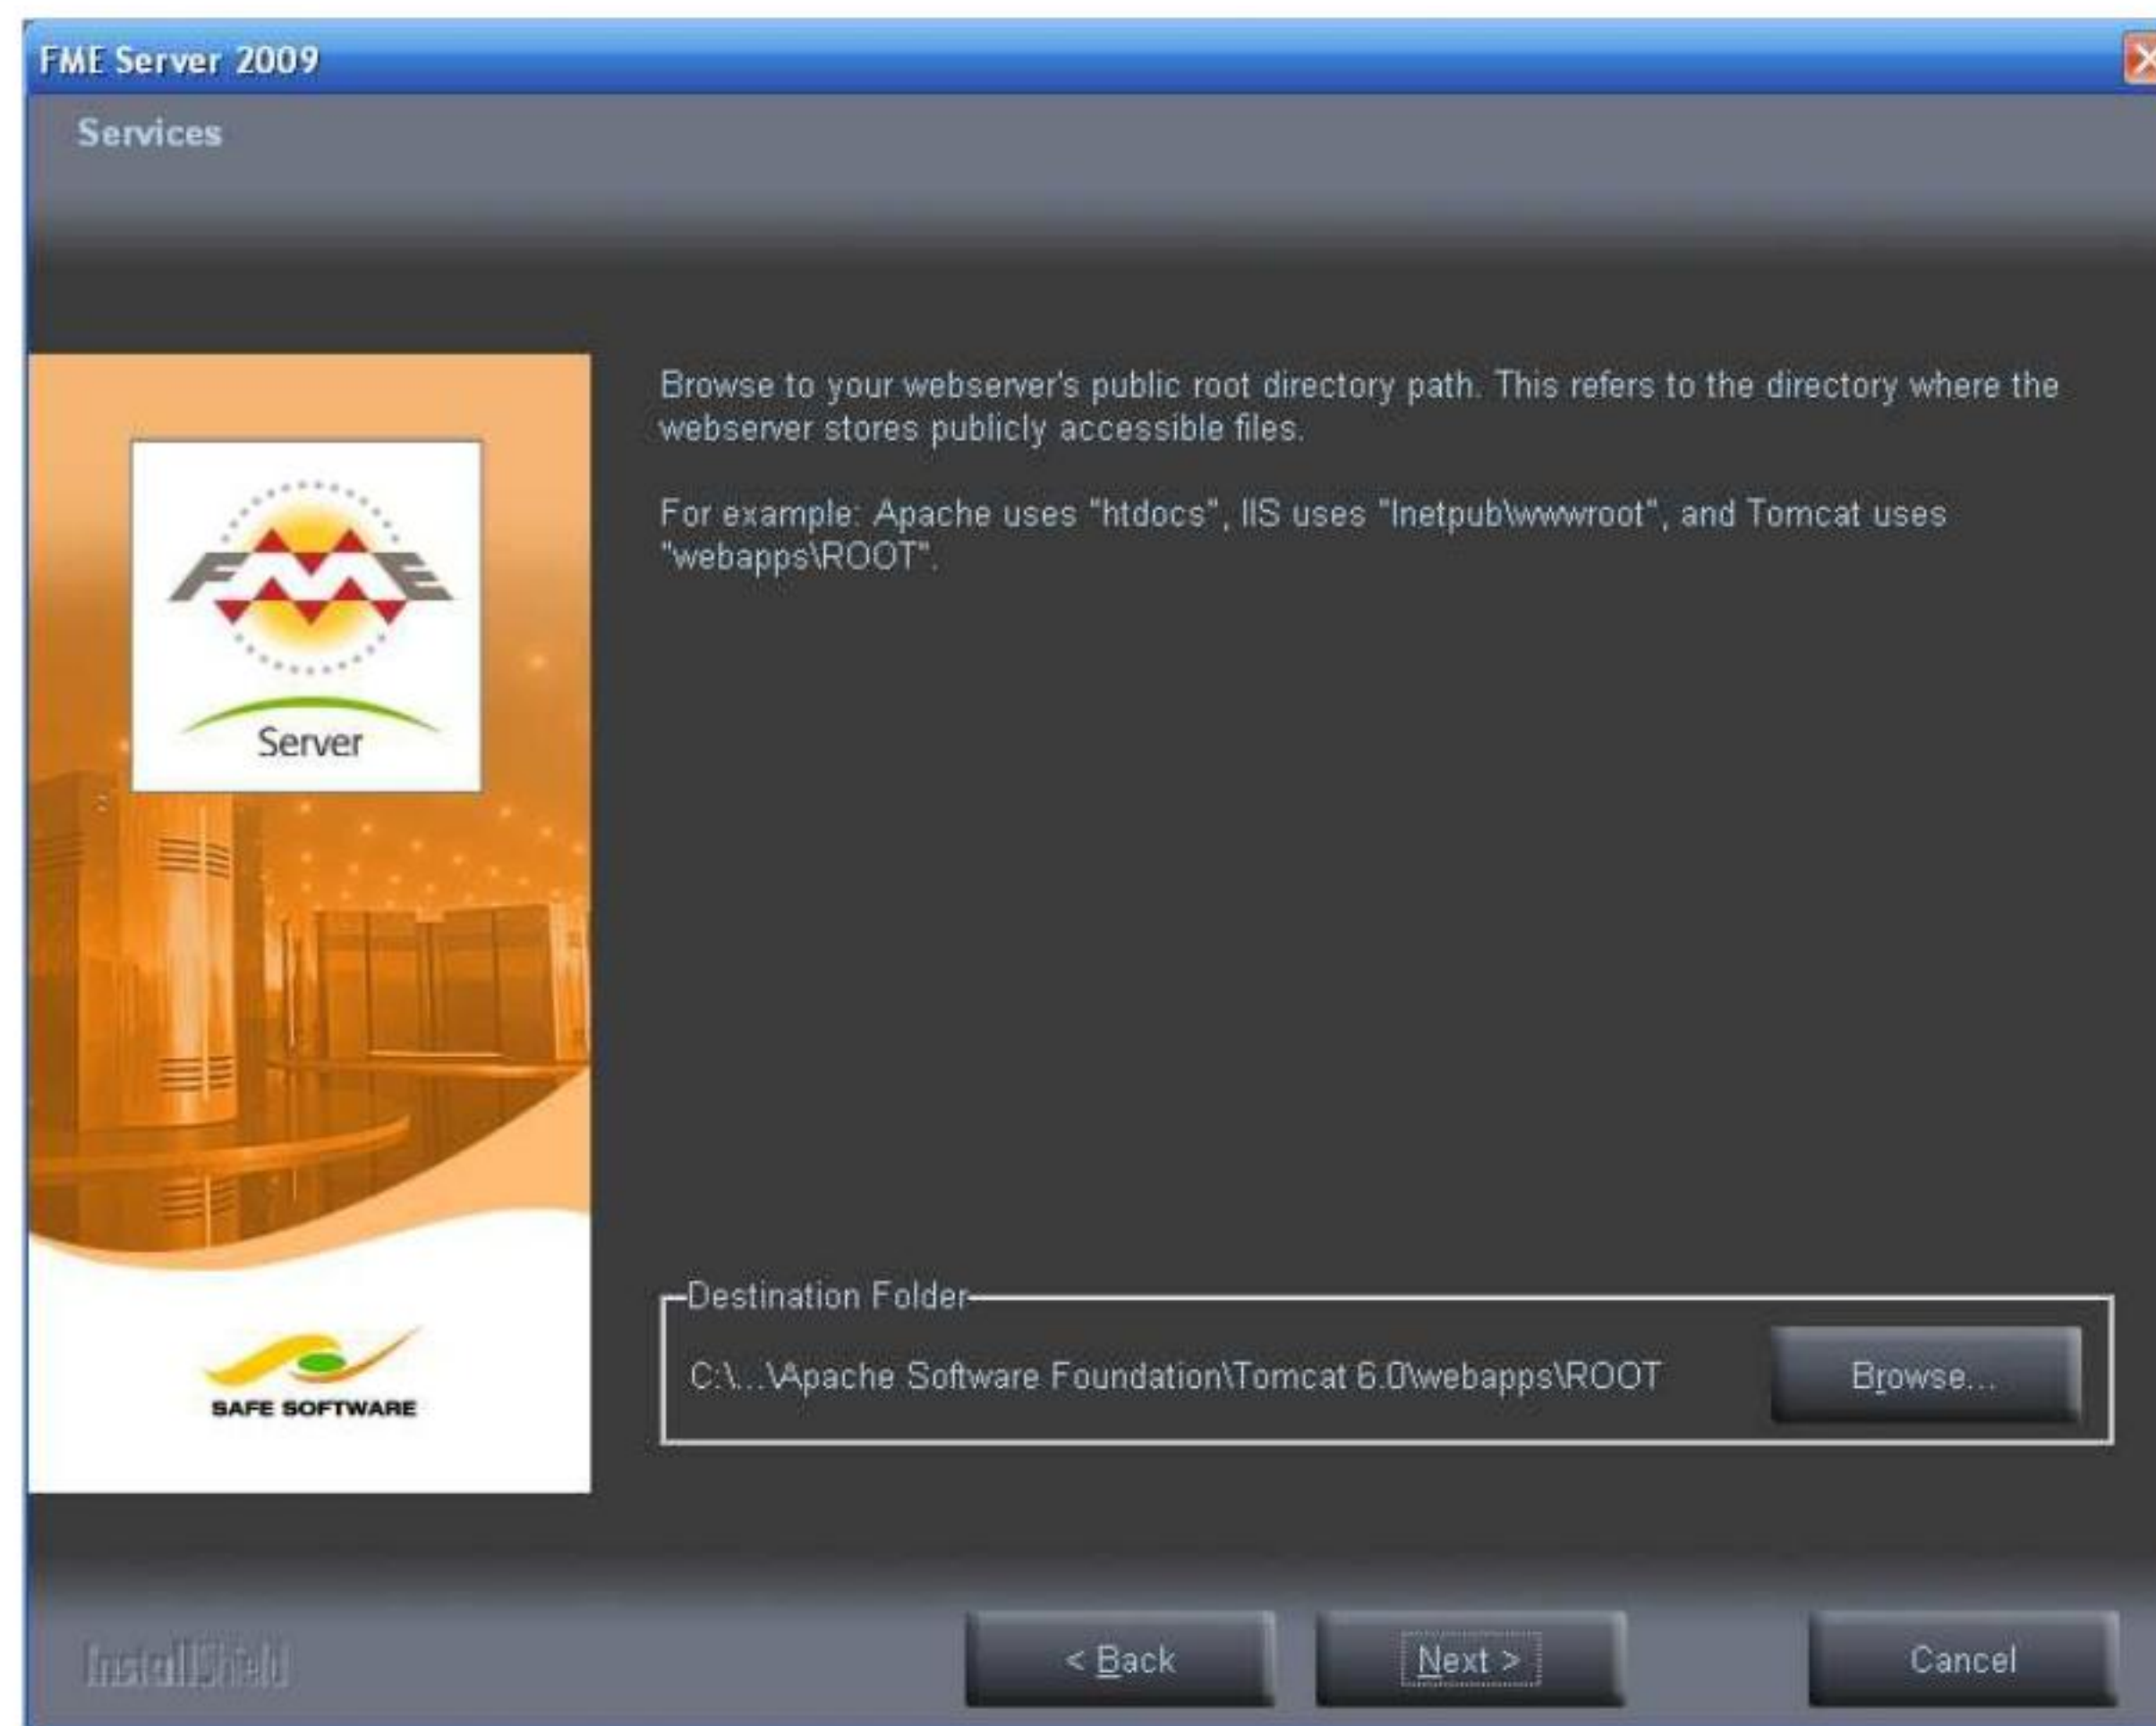 FME Server 2009
Services
Browse to your webserver's public root directory path. This refers to the directory where the
webserver stores publicly accessible files.
For example: Apache uses "htdocs", IIS uses "Inetpub\wwwroot", and Tomcat uses
"webapps\ROOT".
FME
Server
SAFE SOFTWARE
Destination Folder
C:\...\Apache Software Foundation\Tomcat 6.0\webapps\ROOT
Browse...
InstallShield
< Back
Next >
Cancel